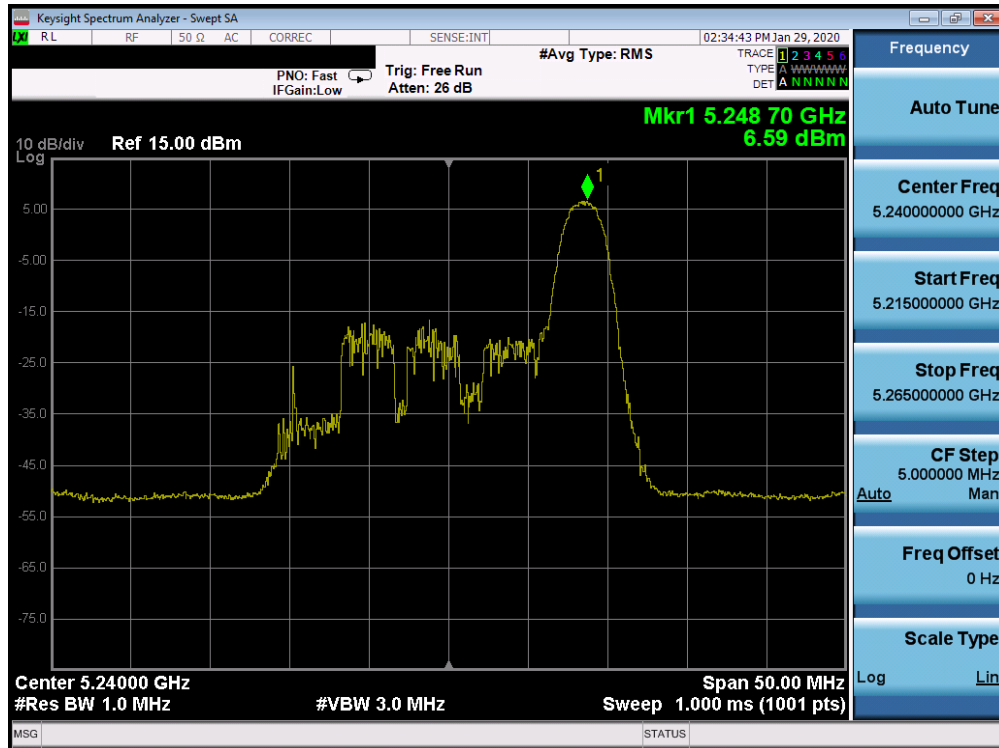 Keysight Spectrum Analyzer - Swept SA
LXI RL RF 50 Ω AC CORREC SENSE:INT 02:34:43 PM Jan 29, 2020
#Avg Type: RMS TRACE 1 2 3 4 5 6
PNO: Fast Trig: Free Run TYPE A WWWWW
IFGain:Low Atten: 26 dB DET A N N N N N
Mkr1 5.248 70 GHz
6.59 dBm
10 dB/div Ref 15.00 dBm
Log
1
5.00
-5.00
-15.0
-25.0
-35.0
-45.0
-55.0
-65.0
-75.0
Center 5.24000 GHz Span 50.00 MHz
#Res BW 1.0 MHz #VBW 3.0 MHz Sweep 1.000 ms (1001 pts)
MSG STATUS
Frequency
Auto Tune
Center Freq
5.240000000 GHz
Start Freq
5.215000000 GHz
Stop Freq
5.265000000 GHz
CF Step
5.000000 MHz
Auto Man
Freq Offset
0 Hz
Scale Type
Log Lin